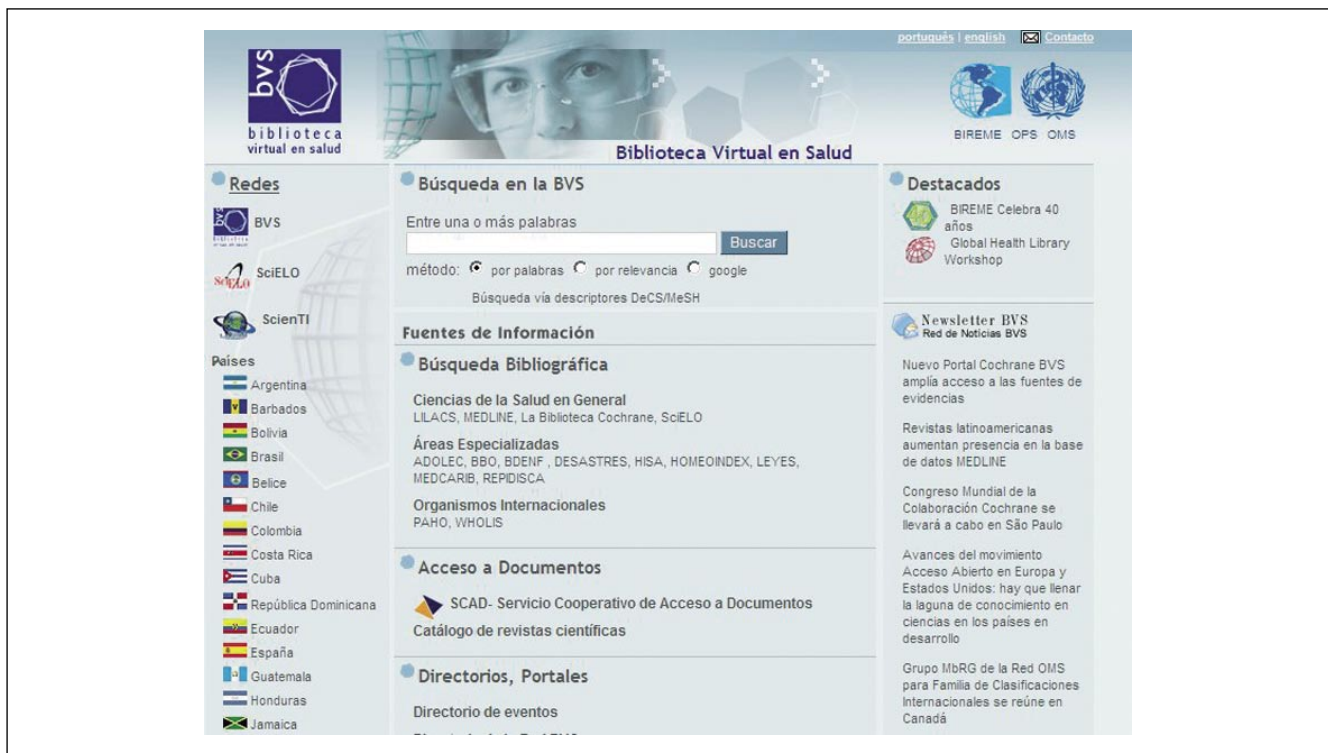 português | english Contacto
bvs
biblioteca
virtual en salud
Biblioteca Virtual en Salud
BIREME OPS OMS
Redes
BVS
SciELO
SciELO
ScienTI
Países
Argentina
Barbados
Bolivia
Brasil
Belice
Chile
Colombia
Costa Rica
Cuba
República Dominicana
Ecuador
España
Guatemala
Honduras
Jamaica
Búsqueda en la BVS
Entre una o más palabras
Buscar
método: por palabras por relevancia google
Búsqueda vía descriptores DeCS/MeSH
Fuentes de Información
Búsqueda Bibliográfica
Ciencias de la Salud en General
LILACS, MEDLINE, La Biblioteca Cochrane, SciELO
Áreas Especializadas
ADOLEC, BBO, BDENF , DESASTRES, HISA, HOMEOINDEX, LEYES,
MEDCARIB, REPIDISCA
Organismos Internacionales
PAHO, WHOLIS
Acceso a Documentos
SCAD- Servicio Cooperativo de Acceso a Documentos
Catálogo de revistas científicas
Directorios, Portales
Directorio de eventos
Destacados
BIREME Celebra 40
años
Global Health Library
Workshop
Newsletter BVS
Red de Noticias BVS
Nuevo Portal Cochrane BVS
amplía acceso a las fuentes de
evidencias
Revistas latinoamericanas
aumentan presencia en la base
de datos MEDLINE
Congreso Mundial de la
Colaboración Cochrane se
llevará a cabo en São Paulo
Avances del movimiento
Acceso Abierto en Europa y
Estados Unidos: hay que llenar
la laguna de conocimiento en
ciencias en los países en
desarrollo
Grupo MbRG de la Red OMS
para Familia de Clasificaciones
Internacionales se reúne en
Canadá